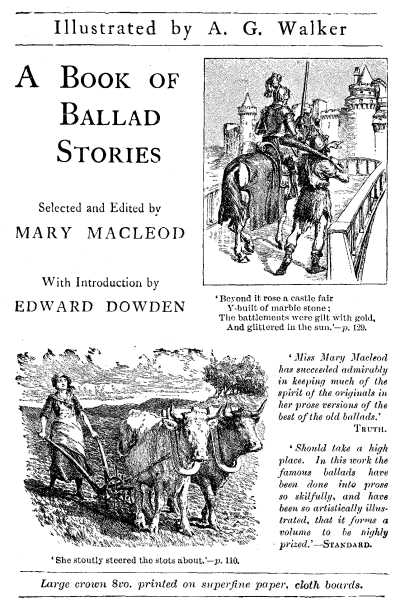 Illustrated by A. G. Walker
A BOOK OF
BALLAD
STORIES
Selected and Edited by
MARY MACLEOD
With Introduction by
EDWARD DOWDEN
'Beyond it rose a castle fair
Y-built of marble stone;
The battlements were gilt with gold,
And glittered in the sun.'—p. 129.
'Miss Mary Macleod
has succeeded admirably
in keeping much of the
spirit of the originals in
her prose versions of the
best of the old ballads.'
TRUTH.
'Should take a high
place. In this work the
famous ballads have
been done into prose
so skilfully, and have
been so artistically illus-
trated, that it forms a
volume to be highly
prized.'—STANDARD.
'She stoutly steered the stots about.'—p. 110.
Large crown 8vo. printed on superfine paper, cloth boards.